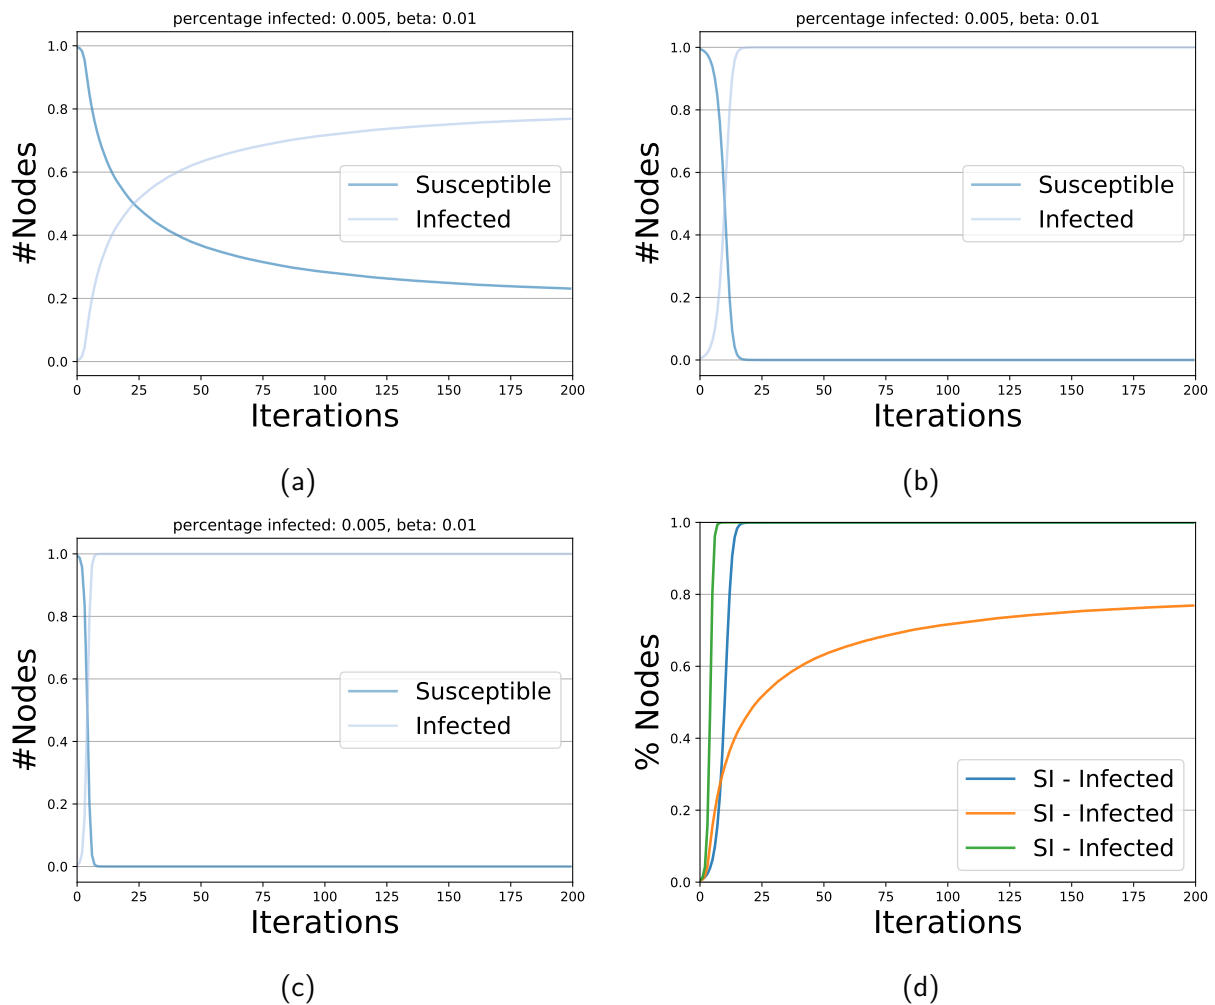 percentage infected: 0.005, beta: 0.01
1.0
0.8
0.6
0.4
0.2
0.0
#Nodes
Susceptible
Infected
0 25 50 75 100 125 150 175 200
Iterations
(a)
percentage infected: 0.005, beta: 0.01
1.0
0.8
0.6
0.4
0.2
0.0
#Nodes
Susceptible
Infected
0 25 50 75 100 125 150 175 200
Iterations
(b)
percentage infected: 0.005, beta: 0.01
1.0
0.8
0.6
0.4
0.2
0.0
#Nodes
Susceptible
Infected
0 25 50 75 100 125 150 175 200
Iterations
(c)
1.0
0.8
0.6
0.4
0.2
0.0
% Nodes
SI - Infected
SI - Infected
SI - Infected
0 25 50 75 100 125 150 175 200
Iterations
(d)